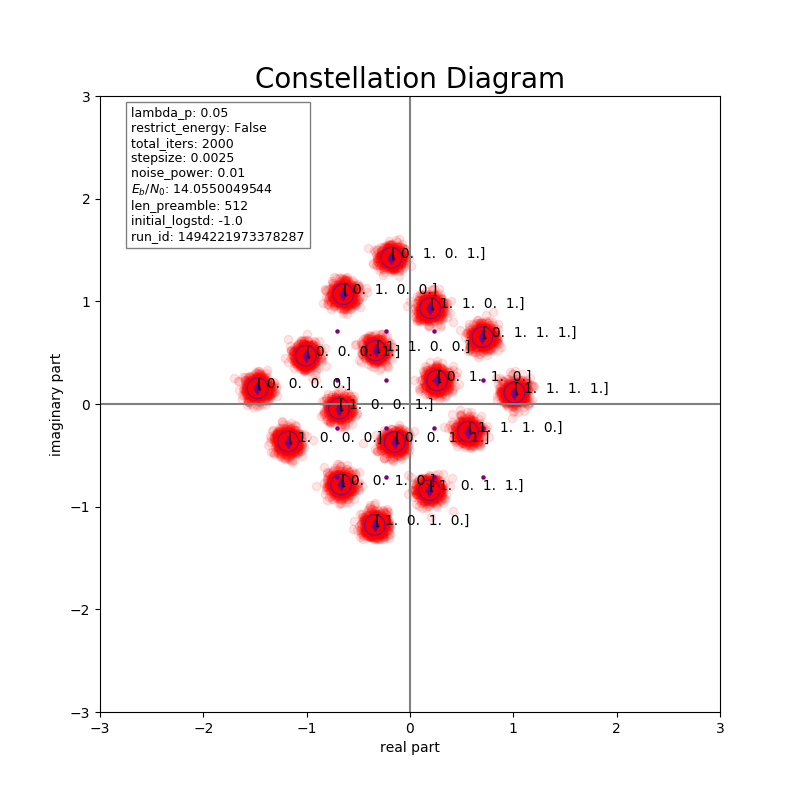 Constellation Diagram
lambda_p: 0.05
restrict_energy: False
total_iters: 2000
stepsize: 0.0025
noise_power: 0.01
E_b/N_0: 14.0550049544
len_preamble: 512
initial_logstd: -1.0
run_id: 1494221973378287
3
2
1
0
−1
−2
−3
imaginary part
[ 0. 1. 0. 1.]
[ 0. 1. 0. 0.]
[ 1. 1. 0. 1.]
[ 0. 1. 1. 1.]
[ 1. 1. 0. 0.]
[ 0. 0. 0. 1.]
[ 0. 1. 1. 0.]
[ 0. 0. 0. 0.]
[ 1. 1. 1. 1.]
[ 1. 0. 0. 1.]
[ 1. 1. 1. 0.]
[ 1. 0. 0. 0.]
[ 0. 0. 1. 1.]
[ 0. 0. 1. 0.]
[ 1. 0. 1. 1.]
[ 1. 0. 1. 0.]
−3 −2 −1 0 1 2 3
real part